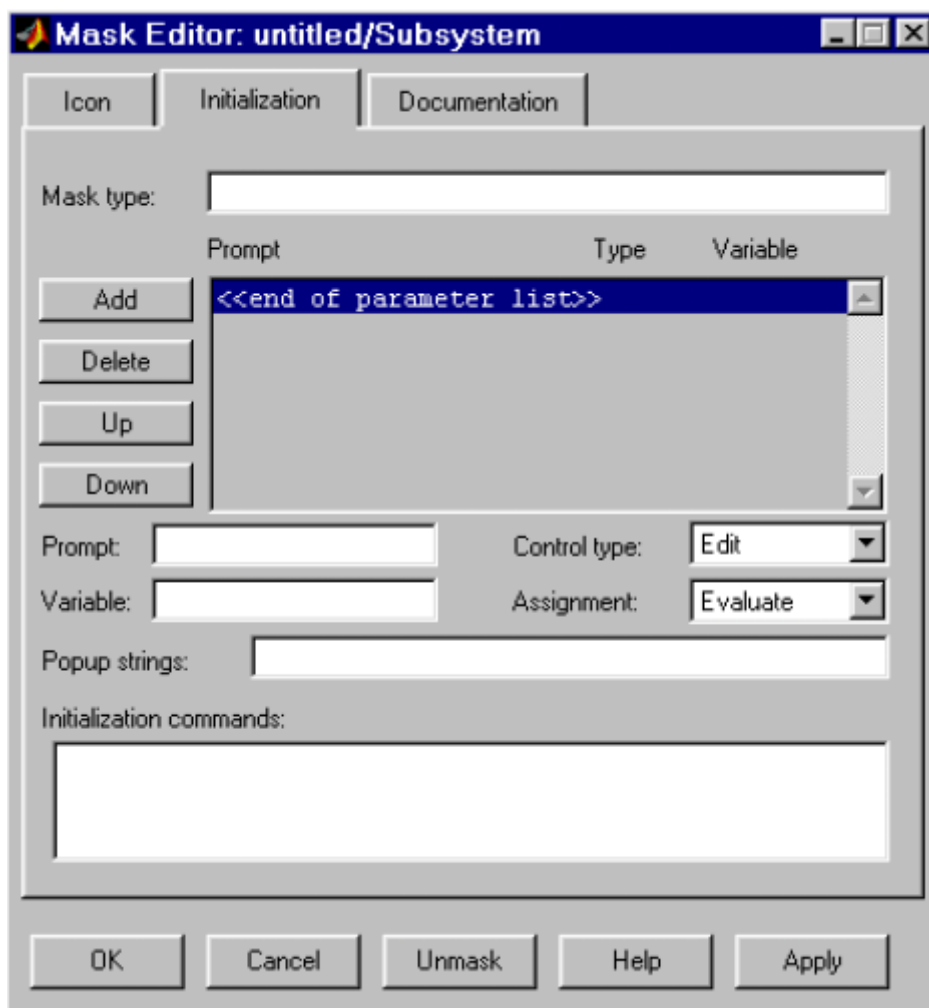 Mask Editor: untitled/Subsystem
Icon Initialization Documentation
Mask type:
Prompt Type Variable
Add <<end of parameter list>>
Delete
Up
Down
Prompt: Control type: Edit
Variable: Assignment: Evaluate
Popup strings:
Initialization commands:
OK Cancel Unmask Help Apply